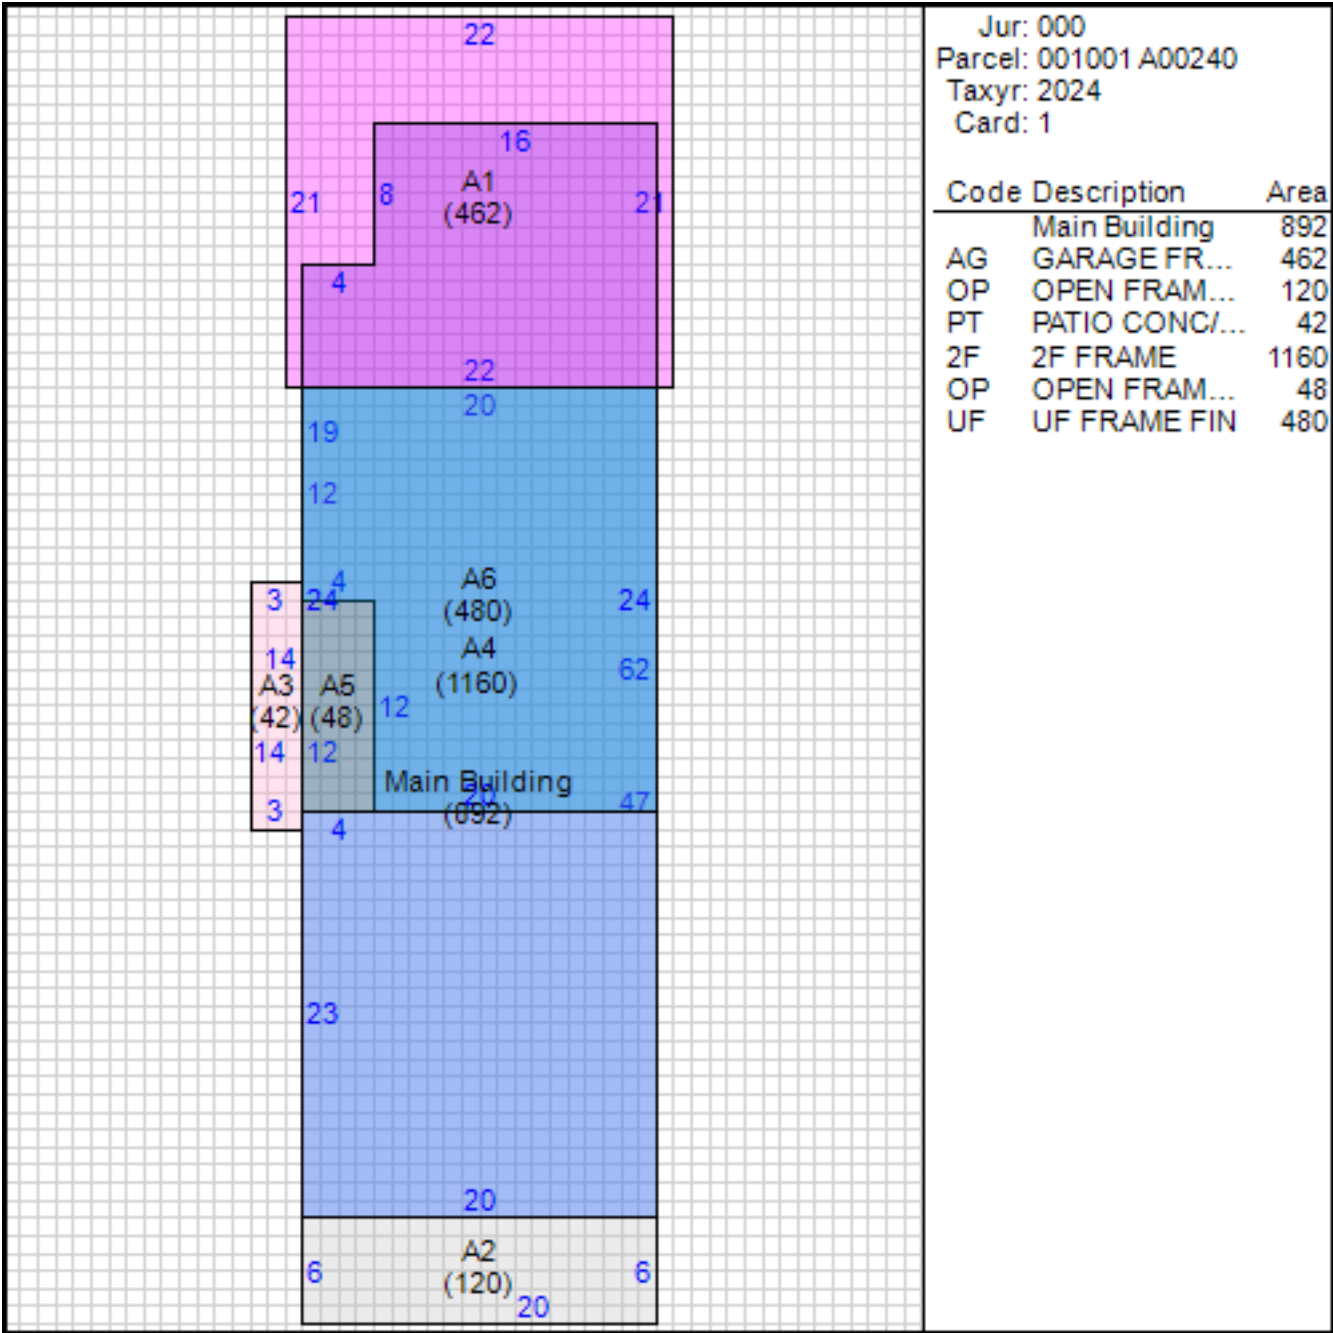 22
16
A1
(462)
21
8
21
4
22
20
19
12
4
A6
(480)
3
24
24
A4
(1160)
14
62
A3
(42)
A5
(48)
12
14
12
Main Building
(892)
20
47
3
4
23
20
A2
(120)
6
6
20
Jur: 000
Parcel: 001001 A00240
Taxyr: 2024
Card: 1
Code Description Area
Main Building 892
AG GARAGE FR... 462
OP OPEN FRAM... 120
PT PATIO CONC/... 42
2F 2F FRAME 1160
OP OPEN FRAM... 48
UF UF FRAME FIN 480